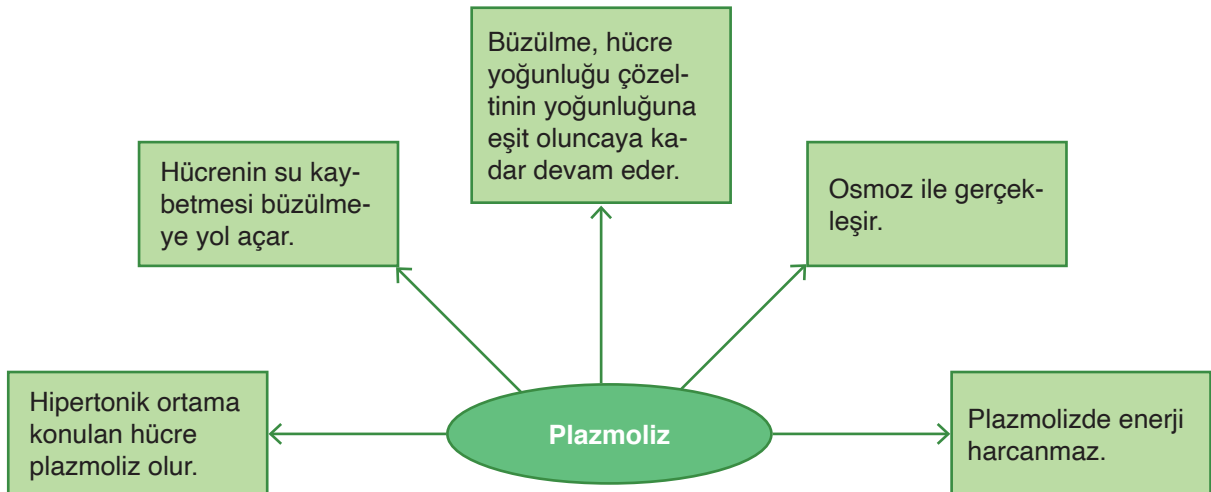 Büzülme, hücre
yoğunluğu çözel-
tinin yoğunluğuna
eşit oluncaya ka-
dar devam eder.
Hücrenin su kay-
betmesi büzülme-
ye yol açar.
Osmoz ile gerçek-
leşir.
Hipertonik ortama
konulan hücre
plazmoliz olur.
Plazmoliz
Plazmolizde enerji
harcanmaz.